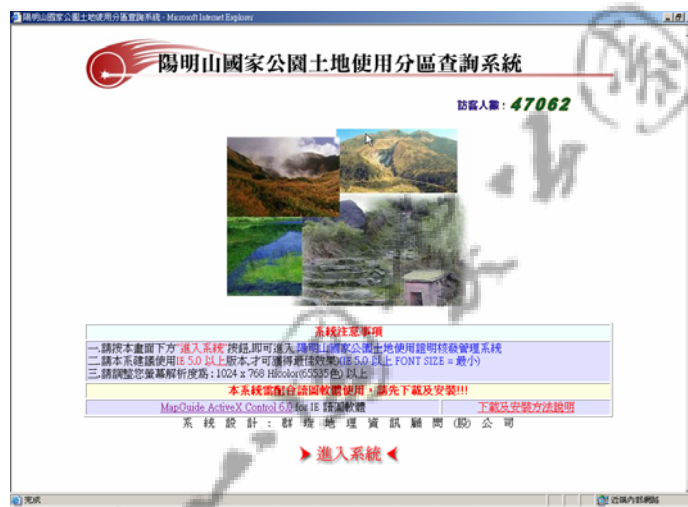 陽明山國家公園土地使用分區查詢系統 - Microsoft Internet Explorer
陽明山國家公園土地使用分區查詢系統
訪客人數：47062
系統注意事項
一.請按本畫面下方"進入系統"按鈕,即可進入 陽明山國家公園土地使用證明核發管理系統
二.請本系建議使用IE 5.0 以上版本,才可獲得最佳效果(IE 5.0 以上 FONT SIZE = 最小)
三.請調整您螢幕解析度為：1024 x 768 Hicolor(65535色) 以上
本系統需配合讀圖軟體使用，請先下載及安裝!!!
MapGuide ActiveX Control 6.0 for IE 讀圖軟體 下載及安裝方法說明
系統設計：群琁地理資訊顧問(股)公司
進入系統
完成 近端內部網路